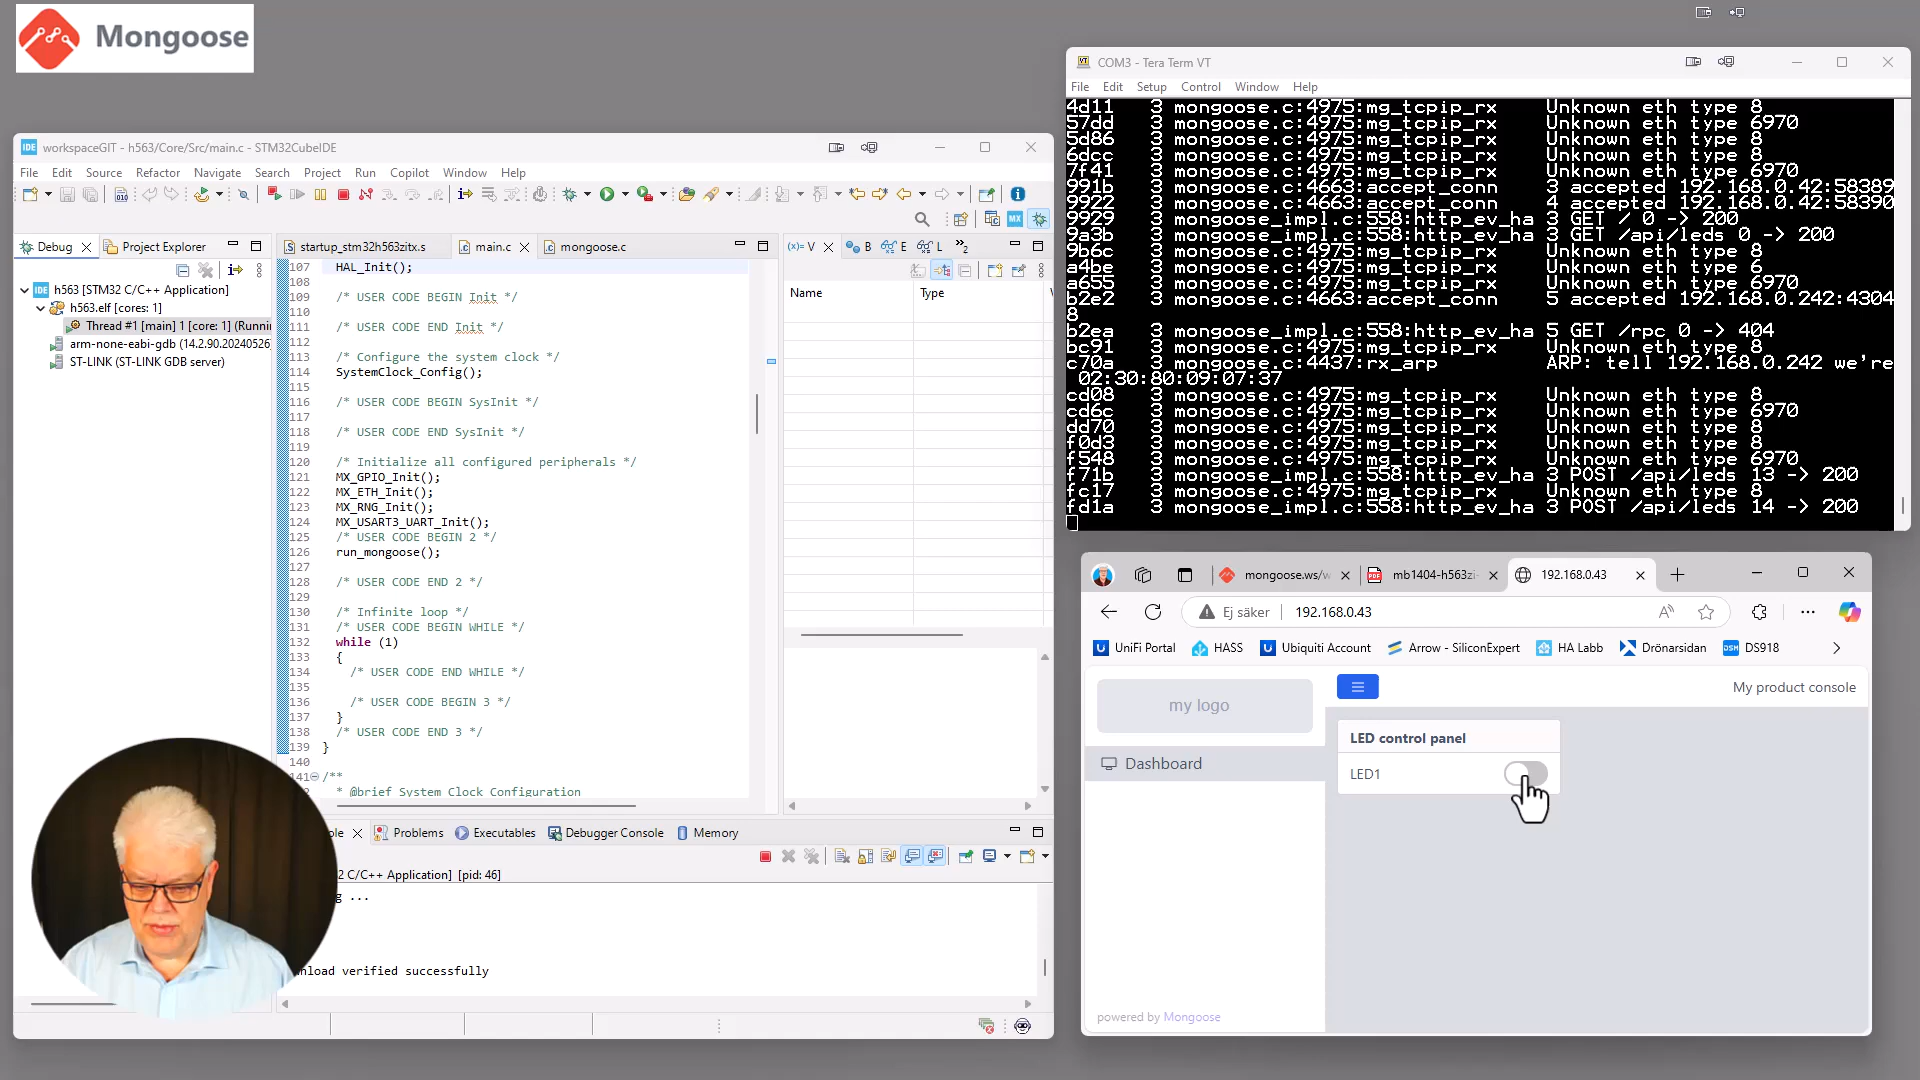 Mongoose
workspaceGIT - h563/Core/Src/main.c - STM32CubeIDE
File Edit Source Refactor Navigate Search Project Run Copilot Window Help
Debug
Project Explorer
h563 [STM32 C/C++ Application]
h563.elf [cores: 1]
Thread #1 [main] 1 [core: 1] (Runni
arm-none-eabi-gdb (14.2.90.20240526
ST-LINK (ST-LINK GDB server)
startup_stm32h563zitx.s
main.c
mongoose.c
107 HAL_Init();
108
109 /* USER CODE BEGIN Init */
110
111 /* USER CODE END Init */
112
113 /* Configure the system clock */
114 SystemClock_Config();
115
116 /* USER CODE BEGIN SysInit */
117
118 /* USER CODE END SysInit */
119
120 /* Initialize all configured peripherals */
121 MX_GPIO_Init();
122 MX_ETH_Init();
123 MX_RNG_Init();
124 MX_USART3_UART_Init();
125 /* USER CODE BEGIN 2 */
126 run_mongoose();
127
128 /* USER CODE END 2 */
129
130 /* Infinite loop */
131 /* USER CODE BEGIN WHILE */
132 while (1)
133 {
134 /* USER CODE END WHILE */
135
136 /* USER CODE BEGIN 3 */
137 }
138 /* USER CODE END 3 */
139 }
140
141 /**
* @brief System Clock Configuration
(x)= V
B
E
L
»2
Name Type
Problems
Executables
Debugger Console
Memory
C/C++ Application] [pid: 46]
...
nload verified successfully
COM3 - Tera Term VT
File Edit Setup Control Window Help
4d11 3 mongoose.c:4975:mg_tcpip_rx Unknown eth type 8
57dd 3 mongoose.c:4975:mg_tcpip_rx Unknown eth type 6970
5d86 3 mongoose.c:4975:mg_tcpip_rx Unknown eth type 8
6dcc 3 mongoose.c:4975:mg_tcpip_rx Unknown eth type 8
7f41 3 mongoose.c:4975:mg_tcpip_rx Unknown eth type 6970
991b 3 mongoose.c:4663:accept_conn 3 accepted 192.168.0.42:58389
9922 3 mongoose.c:4663:accept_conn 4 accepted 192.168.0.42:58390
9929 3 mongoose_impl.c:558:http_ev_ha 3 GET / 0 -> 200
9a3b 3 mongoose_impl.c:558:http_ev_ha 3 GET /api/leds 0 -> 200
9b6c 3 mongoose.c:4975:mg_tcpip_rx Unknown eth type 8
a4be 3 mongoose.c:4975:mg_tcpip_rx Unknown eth type 6
a655 3 mongoose.c:4975:mg_tcpip_rx Unknown eth type 6970
b2e2 3 mongoose.c:4663:accept_conn 5 accepted 192.168.0.242:4304
8
b2ea 3 mongoose_impl.c:558:http_ev_ha 5 GET /rpc 0 -> 404
bc91 3 mongoose.c:4975:mg_tcpip_rx Unknown eth type 8
c70a 3 mongoose.c:4437:rx_arp ARP: tell 192.168.0.242 we're
02:30:80:09:07:37
cd08 3 mongoose.c:4975:mg_tcpip_rx Unknown eth type 8
cd6c 3 mongoose.c:4975:mg_tcpip_rx Unknown eth type 6970
dd70 3 mongoose.c:4975:mg_tcpip_rx Unknown eth type 8
f0d3 3 mongoose.c:4975:mg_tcpip_rx Unknown eth type 8
f548 3 mongoose.c:4975:mg_tcpip_rx Unknown eth type 6970
f71b 3 mongoose_impl.c:558:http_ev_ha 3 POST /api/leds 13 -> 200
fc17 3 mongoose.c:4975:mg_tcpip_rx Unknown eth type 8
fd1a 3 mongoose_impl.c:558:http_ev_ha 3 POST /api/leds 14 -> 200
mongoose.ws/w
mb1404-h563zi-
192.168.0.43
Ej säker
192.168.0.43
UniFi Portal
HASS
Ubiquiti Account
Arrow - SiliconExpert
HA Labb
Drönarsidan
DS918
my logo
My product console
Dashboard
LED control panel
LED1
powered by Mongoose